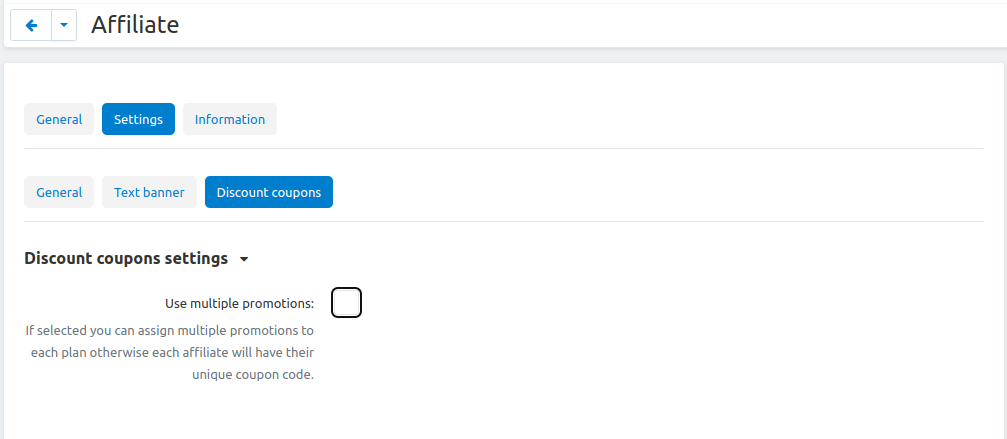 Affiliate
General Settings Information
General Text banner Discount coupons
Discount coupons settings
Use multiple promotions:
If selected you can assign multiple promotions to
each plan otherwise each affiliate will have their
unique coupon code.